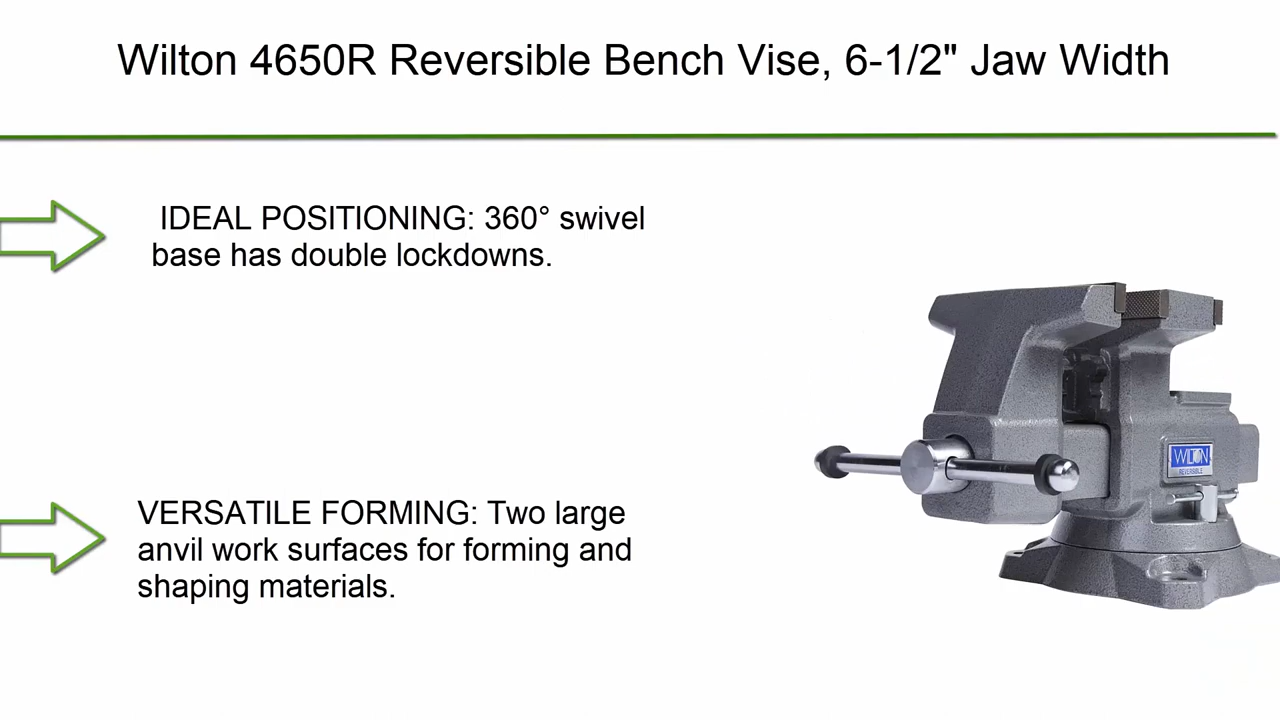 Wilton 4650R Reversible Bench Vise, 6-1/2" Jaw Width
IDEAL POSITIONING: 360° swivel
base has double lockdowns.
VERSATILE FORMING: Two large
anvil work surfaces for forming and
shaping materials.
WILTON
REVERSIBLE